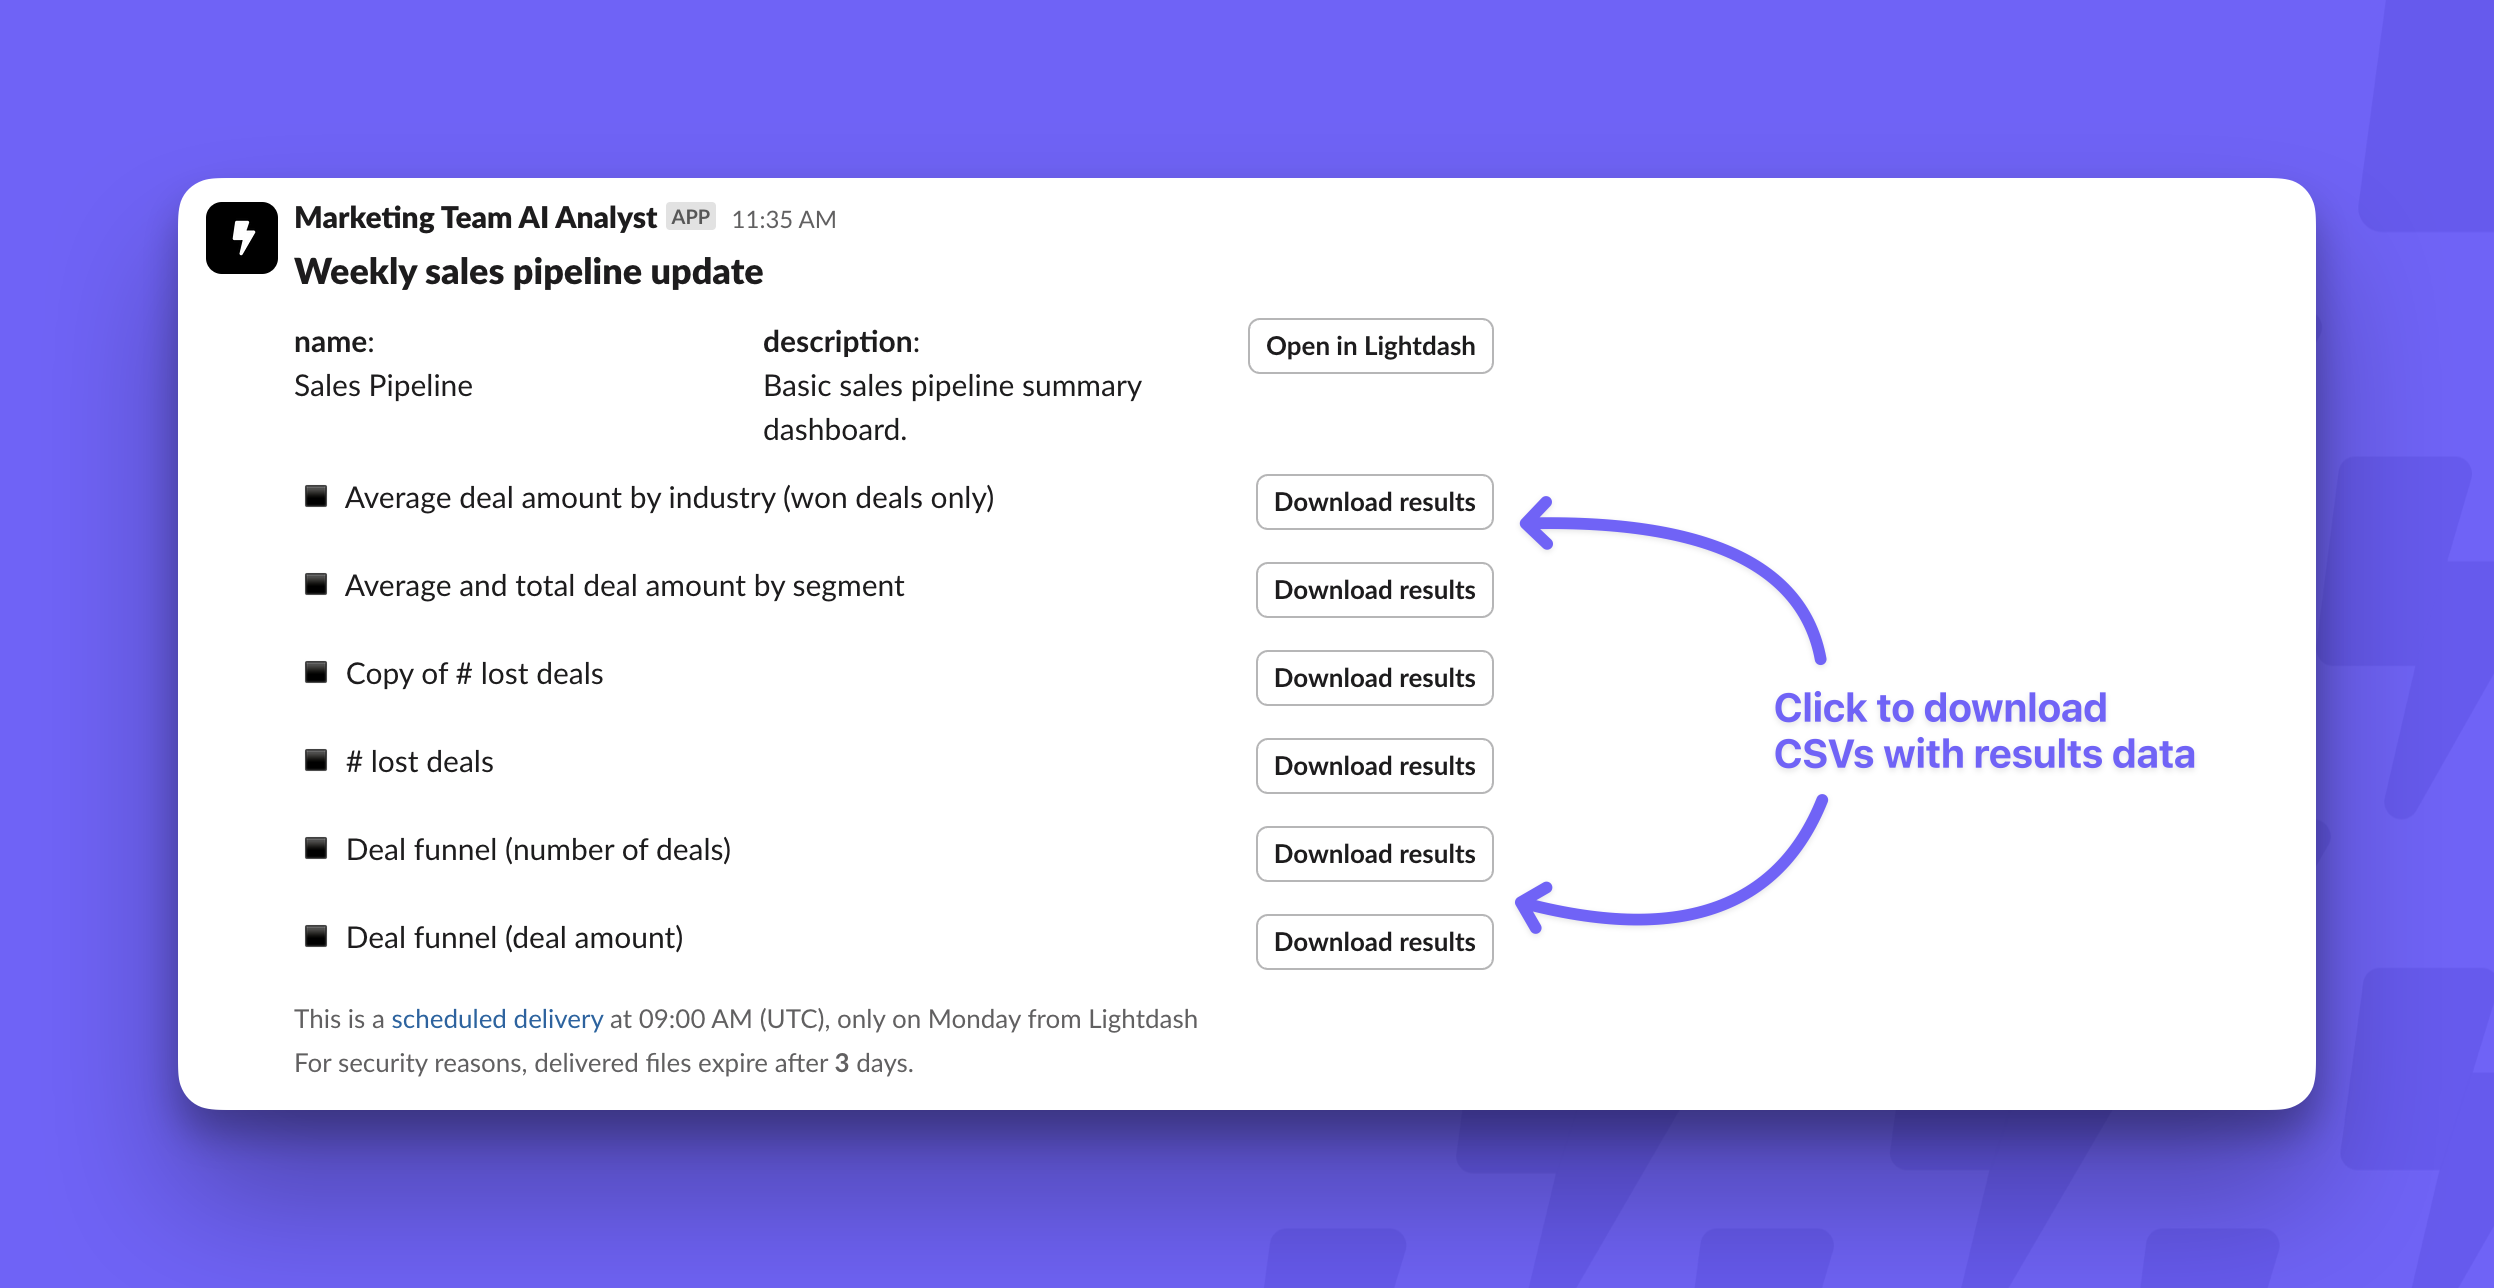 Marketing Team AI Analyst APP 11:35 AM
Weekly sales pipeline update
name:
Sales Pipeline
description:
Basic sales pipeline summary
dashboard.
Open in Lightdash
Average deal amount by industry (won deals only)
Download results
Average and total deal amount by segment
Download results
Copy of # lost deals
Download results
# lost deals
Download results
Deal funnel (number of deals)
Download results
Deal funnel (deal amount)
Download results
Click to download
CSVs with results data
This is a scheduled delivery at 09:00 AM (UTC), only on Monday from Lightdash
For security reasons, delivered files expire after 3 days.